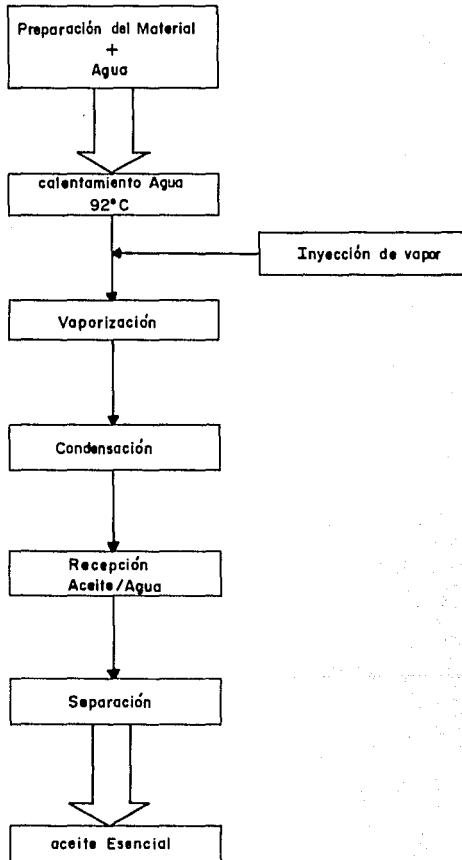 Preparación del Material
+
Agua
calentamiento Agua
92°C
Inyección de vapor
Vaporización
Condensación
Recepción
Aceite/Agua
Separación
aceite Esencial